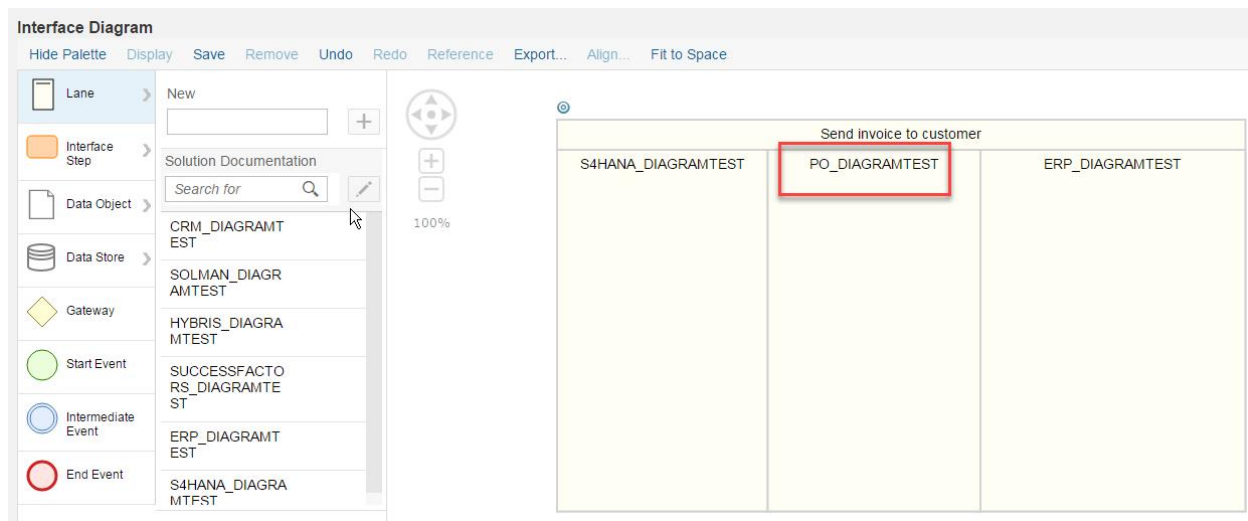 Interface Diagram
Hide Palette Display Save Remove Undo Redo Reference Export... Align... Fit to Space
Lane
Interface
Step
Data Object
Data Store
Gateway
Start Event
Intermediate
Event
End Event
New
Solution Documentation
Search for
CRM_DIAGRAMT
EST
SOLMAN_DIAGR
AMTEST
HYBRIS_DIAGRA
MTEST
SUCCESSFACTO
RS_DIAGRAMTE
ST
ERP_DIAGRAMT
EST
S4HANA_DIAGRA
MTEST
100%
Send invoice to customer
S4HANA_DIAGRAMTEST PO_DIAGRAMTEST ERP_DIAGRAMTEST